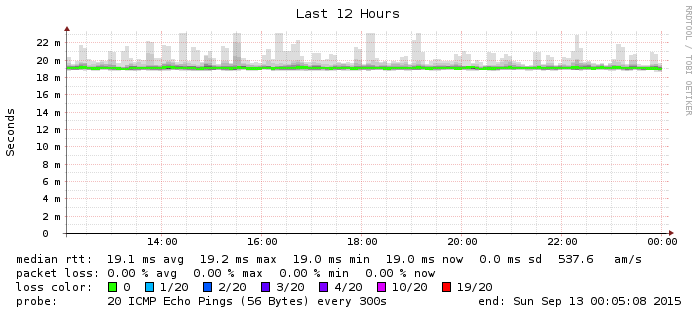 Last 12 Hours
RRDTOOL / TOBI OETIKER
Seconds
22 m
20 m
18 m
16 m
14 m
12 m
10 m
8 m
6 m
4 m
2 m
0
14:00 16:00 18:00 20:00 22:00 00:00
median rtt: 19.1 ms avg 19.2 ms max 19.0 ms min 19.0 ms now 0.0 ms sd 537.6 am/s
packet loss: 0.00 % avg 0.00 % max 0.00 % min 0.00 % now
loss color: 0 1/20 2/20 3/20 4/20 10/20 19/20
probe: 20 ICMP Echo Pings (56 Bytes) every 300s end: Sun Sep 13 00:05:08 2015